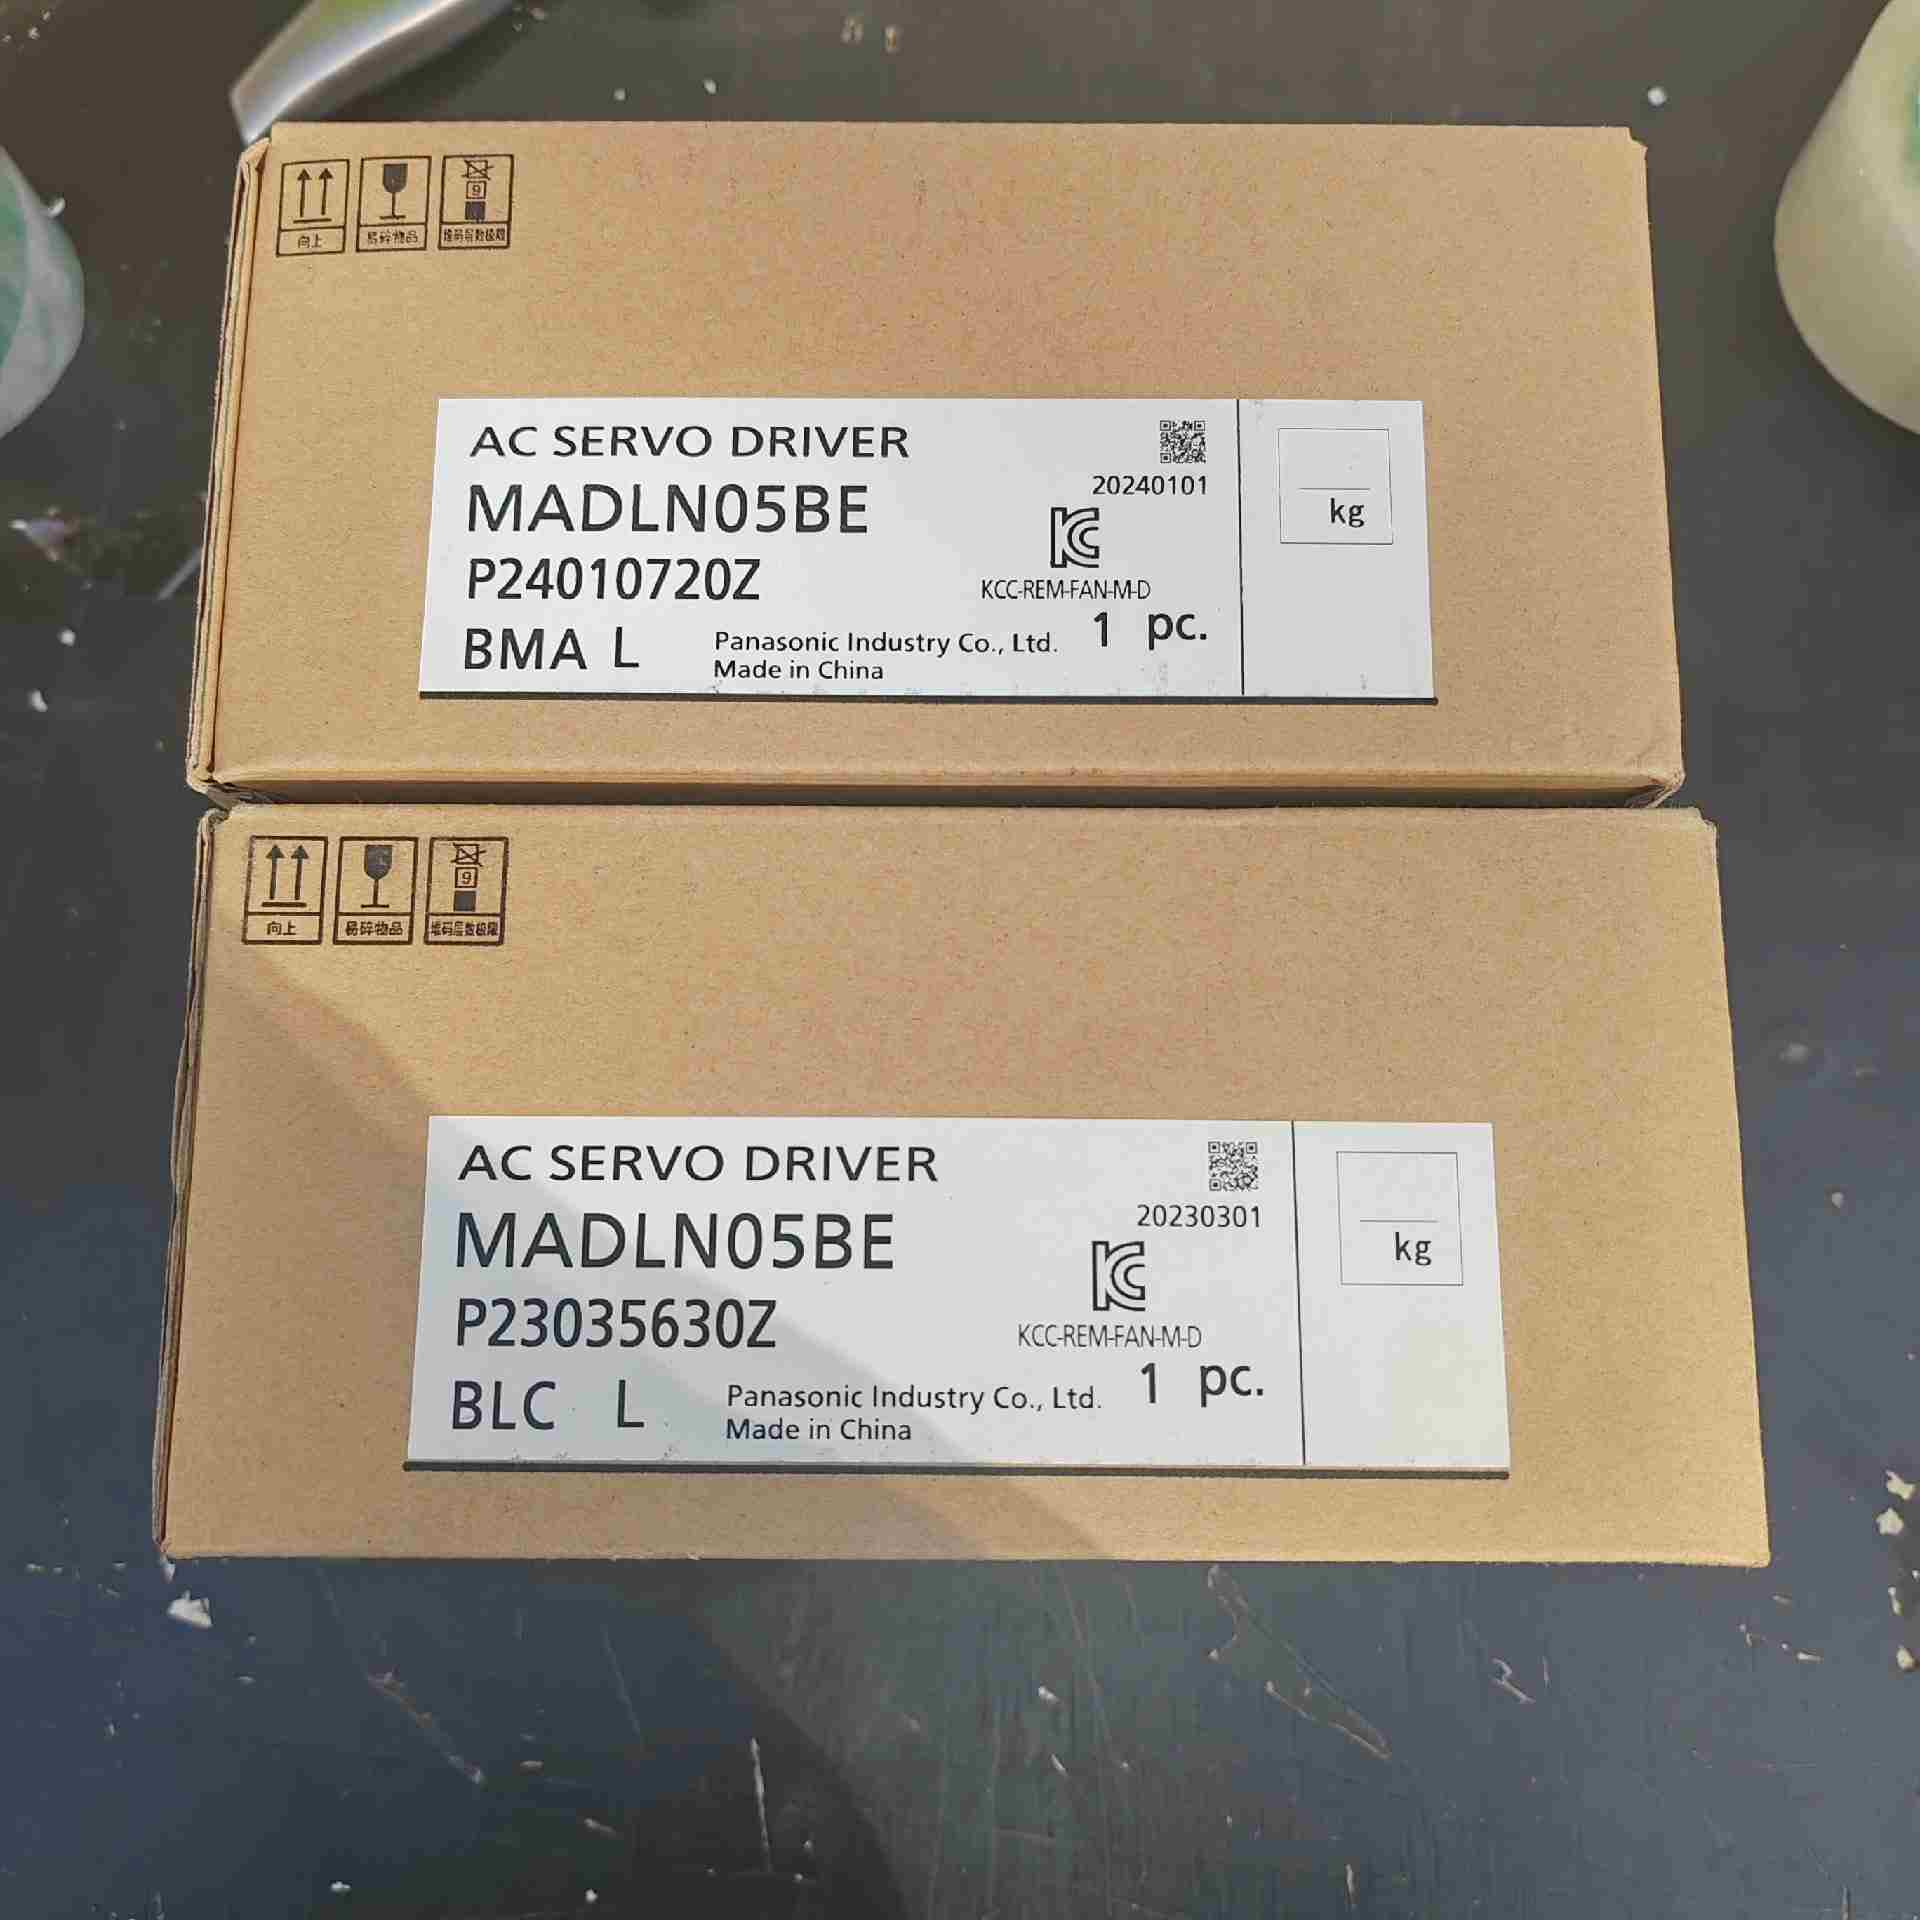 向上 易碎物品 堆码层数极限
9
AC SERVO DRIVER
MADLN05BE
20240101
P24010720Z
KCC-REM-FAN-M-D
BMA L
Panasonic Industry Co., Ltd.
1 pc.
Made in China
kg
向上 易碎物品 堆码层数极限
9
AC SERVO DRIVER
MADLN05BE
20230301
P23035630Z
KCC-REM-FAN-M-D
BLC L
Panasonic Industry Co., Ltd.
1 pc.
Made in China
kg